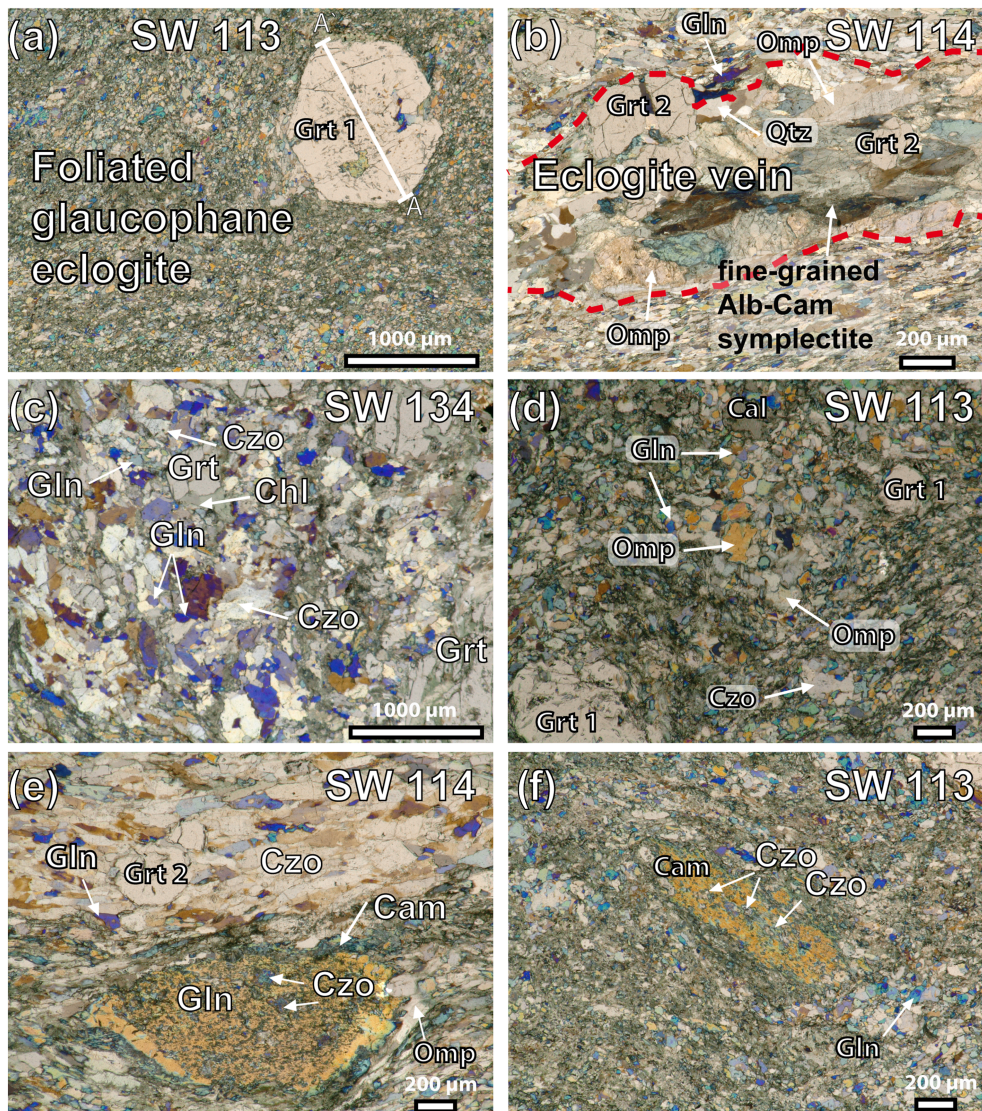 (a) SW 113
A`
Grt 1
A
Foliated
glaucophane
eclogite
1000 µm
(b) Gln Omp SW 114
Grt 2
Qtz
Grt 2
Eclogite vein
Omp
fine-grained
Alb-Cam
symplectite
200 µm
(c) SW 134
Czo
Gln Grt
Chl
Gln
Czo
Grt
1000 µm
(d) Cal SW 113
Gln
Grt 1
Omp
Omp
Czo
Grt 1
200 µm
(e) SW 114
Gln
Grt 2
Czo
Cam
Gln
Czo
Omp
200 µm
(f) SW 113
Cam
Czo
Czo
Gln
200 µm